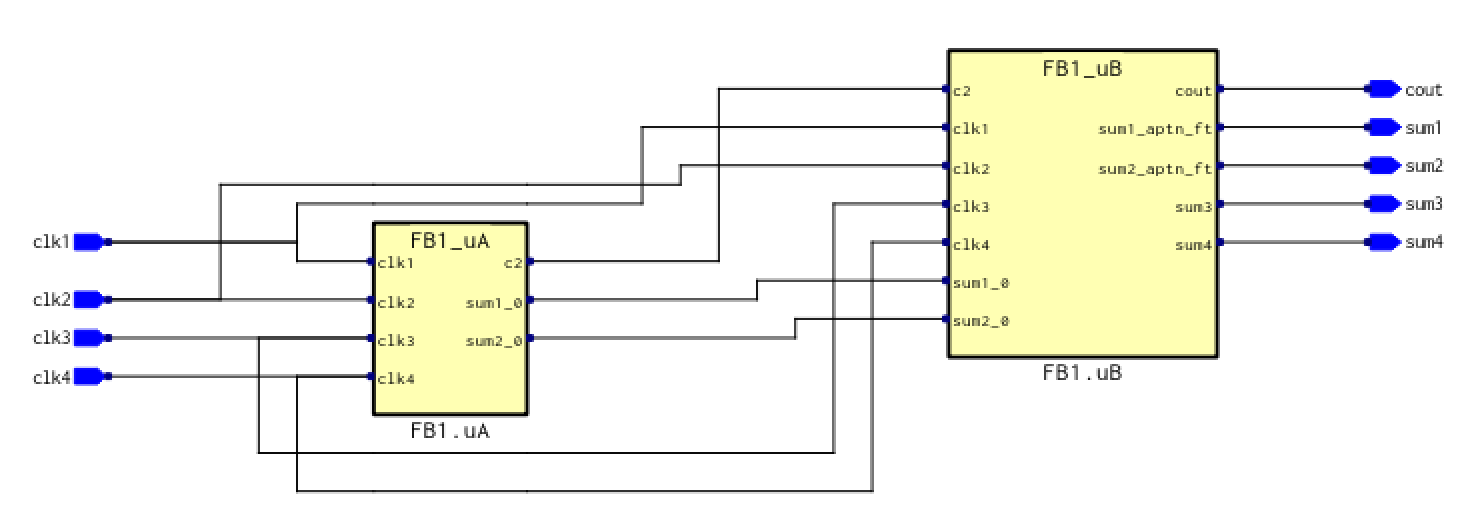 clk1
clk2
clk3
clk4
FB1_uA
clk1 c2
clk2 sum1_0
clk3 sum2_0
clk4
FB1.uA
FB1_uB
c2 cout
clk1 sum1_aptn_ft
clk2 sum2_aptn_ft
clk3 sum3
clk4 sum4
sum1_0
sum2_0
FB1.uB
cout
sum1
sum2
sum3
sum4